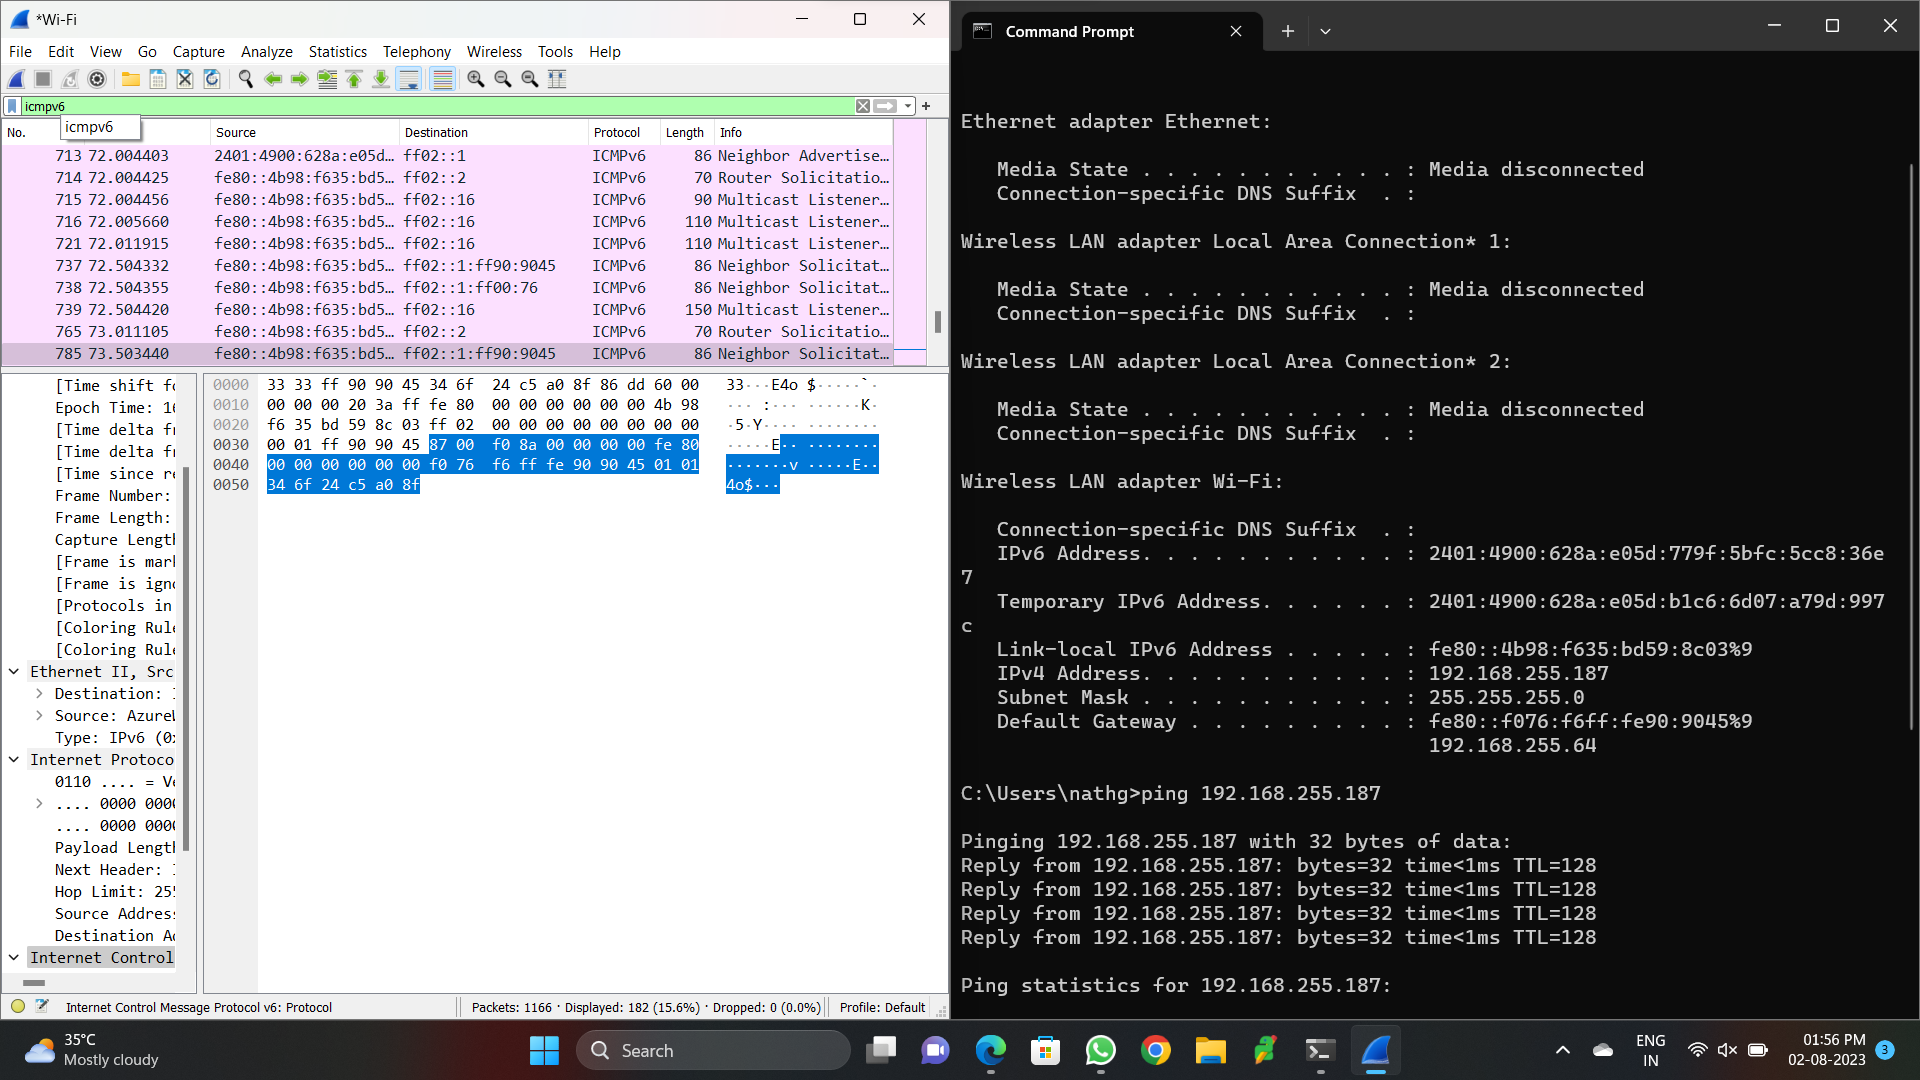 *Wi-Fi
File Edit View Go Capture Analyze Statistics Telephony Wireless Tools Help
icmpv6
icmpv6
No. Source Destination Protocol Length Info
713 72.004403 2401:4900:628a:e05d… ff02::1 ICMPv6 86 Neighbor Advertise…
714 72.004425 fe80::4b98:f635:bd5… ff02::2 ICMPv6 70 Router Solicitatio…
715 72.004456 fe80::4b98:f635:bd5… ff02::16 ICMPv6 90 Multicast Listener…
716 72.005660 fe80::4b98:f635:bd5… ff02::16 ICMPv6 110 Multicast Listener…
721 72.011915 fe80::4b98:f635:bd5… ff02::16 ICMPv6 110 Multicast Listener…
737 72.504332 fe80::4b98:f635:bd5… ff02::1:ff90:9045 ICMPv6 86 Neighbor Solicitat…
738 72.504355 fe80::4b98:f635:bd5… ff02::1:ff00:76 ICMPv6 86 Neighbor Solicitat…
739 72.504420 fe80::4b98:f635:bd5… ff02::16 ICMPv6 150 Multicast Listener…
765 73.011105 fe80::4b98:f635:bd5… ff02::2 ICMPv6 70 Router Solicitatio…
785 73.503440 fe80::4b98:f635:bd5… ff02::1:ff90:9045 ICMPv6 86 Neighbor Solicitat…
[Time shift fo
Epoch Time: 16
[Time delta fr
[Time delta fr
[Time since re
Frame Number:
Frame Length:
Capture Length
[Frame is mark
[Frame is igno
[Protocols in
[Coloring Rule
[Coloring Rule
Ethernet II, Src
Destination: I
Source: AzureW
Type: IPv6 (0x
Internet Protoco
0110 .... = Ve
.... 0000 0000
.... 0000 0000
Payload Length
Next Header: I
Hop Limit: 255
Source Address
Destination Ad
Internet Control
0000 33 33 ff 90 90 45 34 6f 24 c5 a0 8f 86 dd 60 00 33···E4o $·····`·
0010 00 00 00 20 3a ff fe 80 00 00 00 00 00 00 4b 98 ··· :··· ······K·
0020 f6 35 bd 59 8c 03 ff 02 00 00 00 00 00 00 00 00 ·5·Y···· ········
0030 00 01 ff 90 90 45 87 00 f0 8a 00 00 00 00 fe 80 ·····E·· ········
0040 00 00 00 00 00 00 f0 76 f6 ff fe 90 90 45 01 01 ·······v ·····E··
0050 34 6f 24 c5 a0 8f 4o$···
Internet Control Message Protocol v6: Protocol
Packets: 1166 · Displayed: 182 (15.6%) · Dropped: 0 (0.0%)
Profile: Default
Command Prompt
Ethernet adapter Ethernet:
Media State . . . . . . . . . . . : Media disconnected
Connection-specific DNS Suffix . :
Wireless LAN adapter Local Area Connection* 1:
Media State . . . . . . . . . . . : Media disconnected
Connection-specific DNS Suffix . :
Wireless LAN adapter Local Area Connection* 2:
Media State . . . . . . . . . . . : Media disconnected
Connection-specific DNS Suffix . :
Wireless LAN adapter Wi-Fi:
Connection-specific DNS Suffix . :
IPv6 Address. . . . . . . . . . . : 2401:4900:628a:e05d:779f:5bfc:5cc8:36e
7
Temporary IPv6 Address. . . . . . : 2401:4900:628a:e05d:b1c6:6d07:a79d:997
c
Link-local IPv6 Address . . . . . : fe80::4b98:f635:bd59:8c03%9
IPv4 Address. . . . . . . . . . . : 192.168.255.187
Subnet Mask . . . . . . . . . . . : 255.255.255.0
Default Gateway . . . . . . . . . : fe80::f076:f6ff:fe90:9045%9
192.168.255.64
C:\Users\nathg>ping 192.168.255.187
Pinging 192.168.255.187 with 32 bytes of data:
Reply from 192.168.255.187: bytes=32 time<1ms TTL=128
Reply from 192.168.255.187: bytes=32 time<1ms TTL=128
Reply from 192.168.255.187: bytes=32 time<1ms TTL=128
Reply from 192.168.255.187: bytes=32 time<1ms TTL=128
Ping statistics for 192.168.255.187:
35°C
Mostly cloudy
Search
ENG
IN
01:56 PM
02-08-2023
3